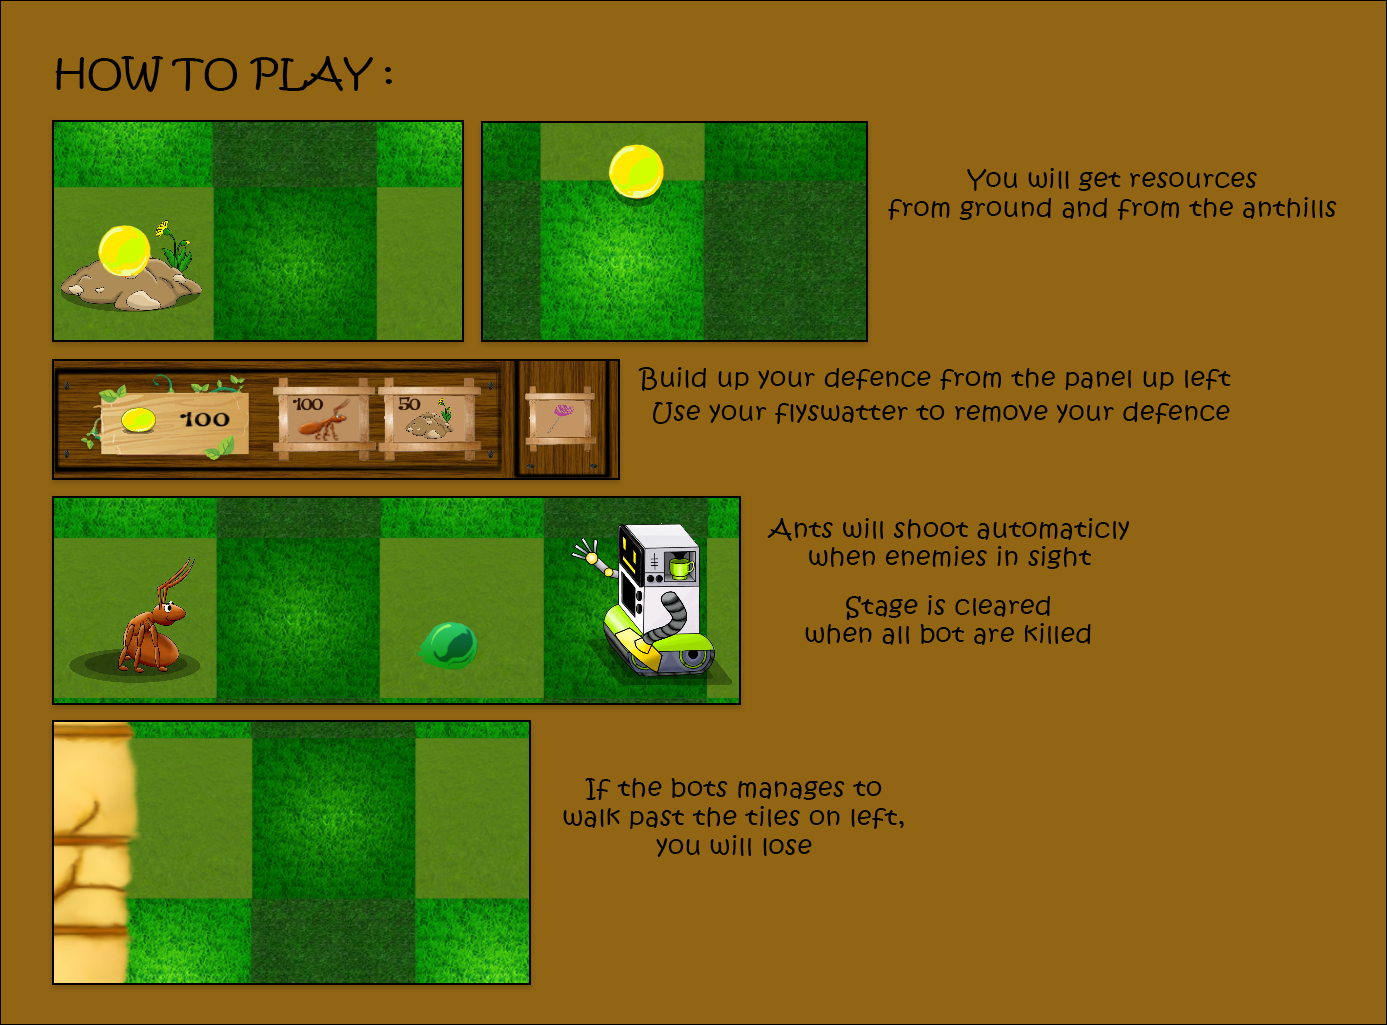 HOW TO PLAY :
You will get resources
from ground and from the anthills
100
100
50
Build up your defence from the panel up left
Use your flyswatter to remove your defence
Ants will shoot automaticly
when enemies in sight
Stage is cleared
when all bot are killed
If the bots manages to
walk past the tiles on left,
you will lose